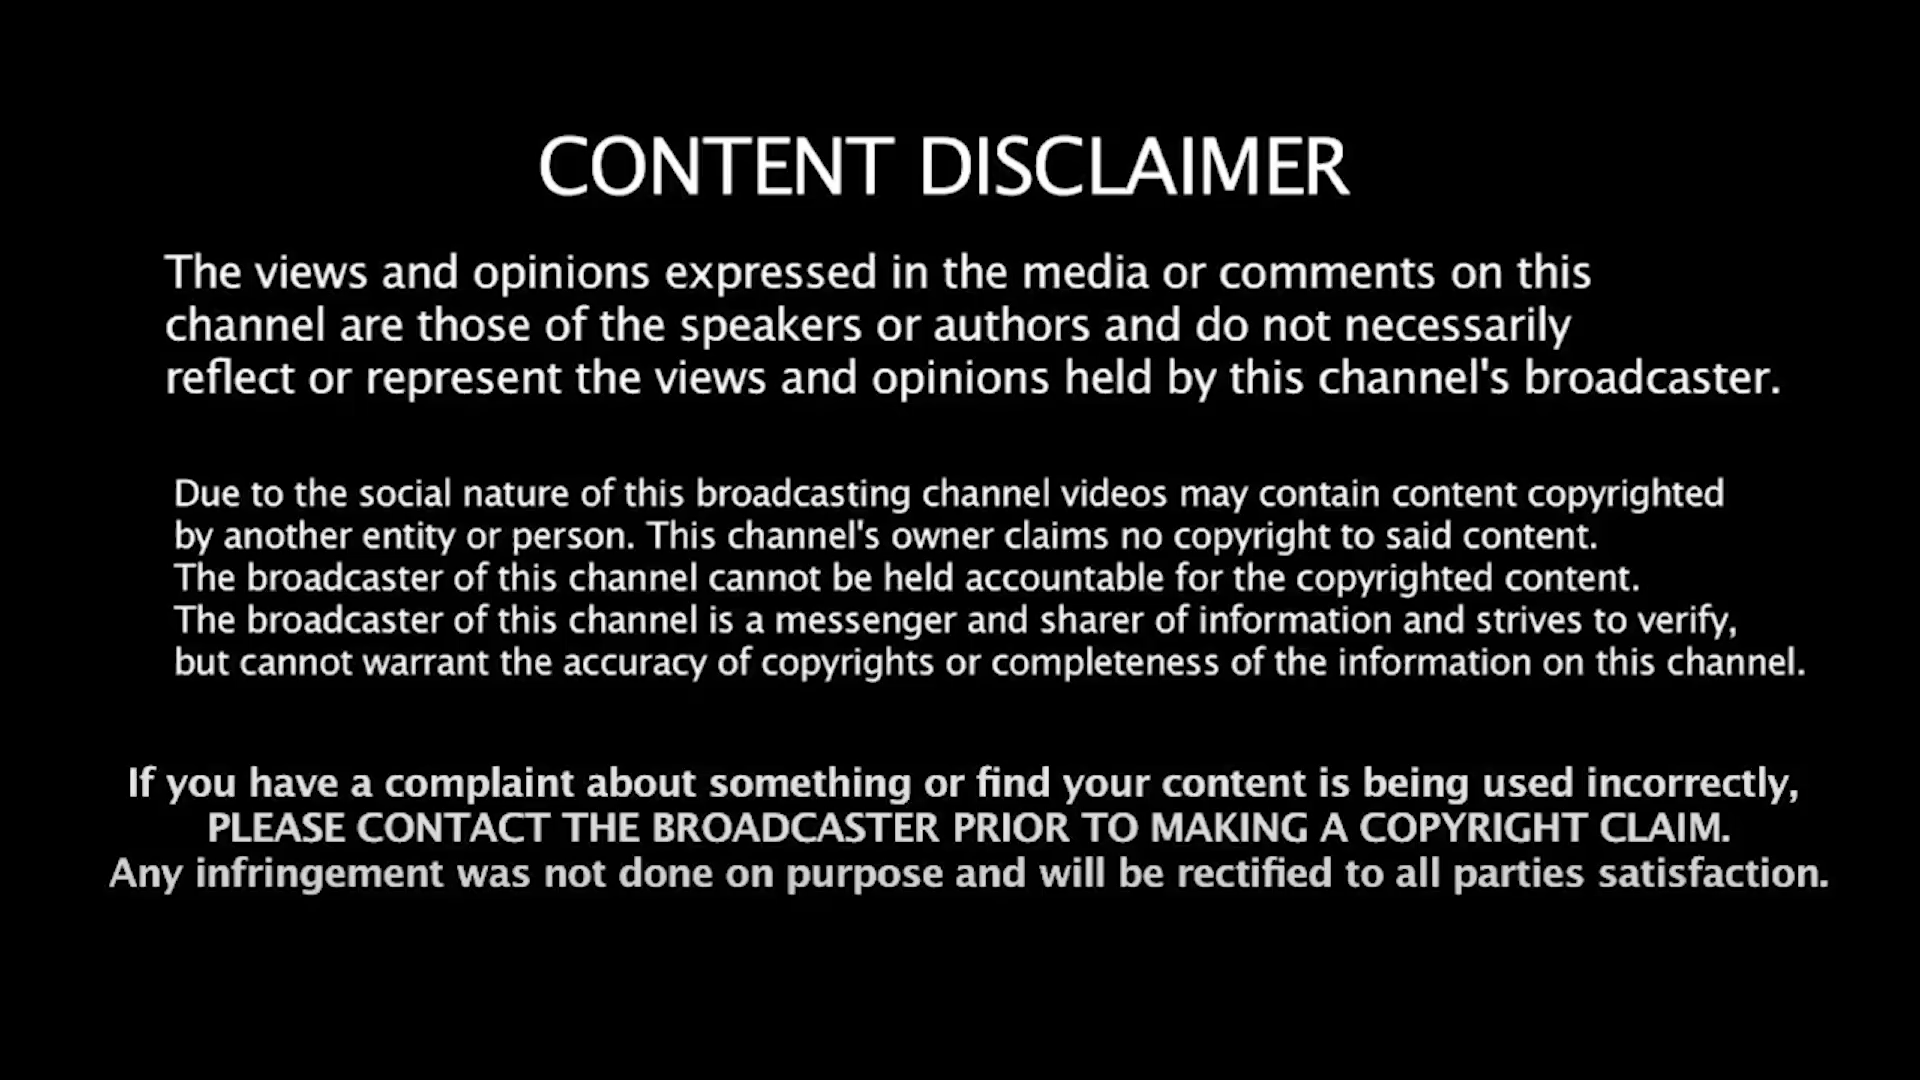 CONTENT DISCLAIMER
The views and opinions expressed in the media or comments on this
channel are those of the speakers or authors and do not necessarily
reflect or represent the views and opinions held by this channel's broadcaster.
Due to the social nature of this broadcasting channel videos may contain content copyrighted
by another entity or person. This channel's owner claims no copyright to said content.
The broadcaster of this channel cannot be held accountable for the copyrighted content.
The broadcaster of this channel is a messenger and sharer of information and strives to verify,
but cannot warrant the accuracy of copyrights or completeness of the information on this channel.
If you have a complaint about something or find your content is being used incorrectly,
PLEASE CONTACT THE BROADCASTER PRIOR TO MAKING A COPYRIGHT CLAIM.
Any infringement was not done on purpose and will be rectified to all parties satisfaction.